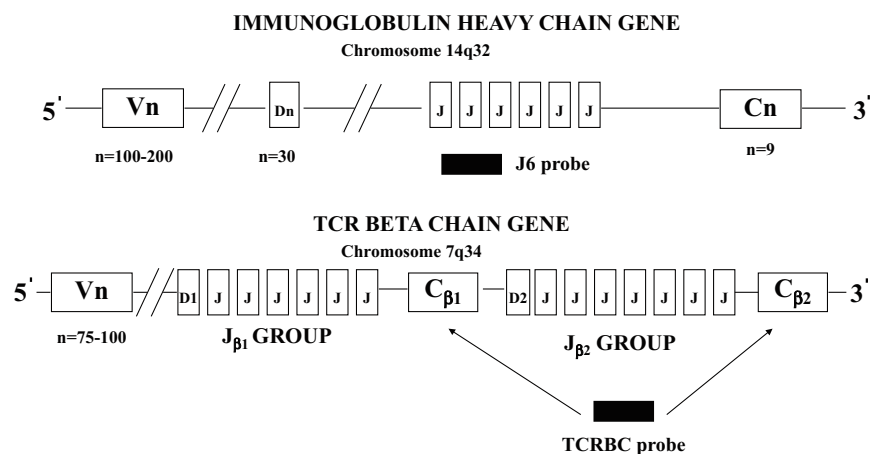 IMMUNOGLOBULIN HEAVY CHAIN GENE
Chromosome 14q32
5' Vn Dn J J J J J J Cn 3'
n=100-200 n=30 n=9
J6 probe
TCR BETA CHAIN GENE
Chromosome 7q34
5' Vn D1 J J J J J J Cβ1 D2 J J J J J J J Cβ2 3'
n=75-100 Jβ1 GROUP Jβ2 GROUP
TCRBC probe